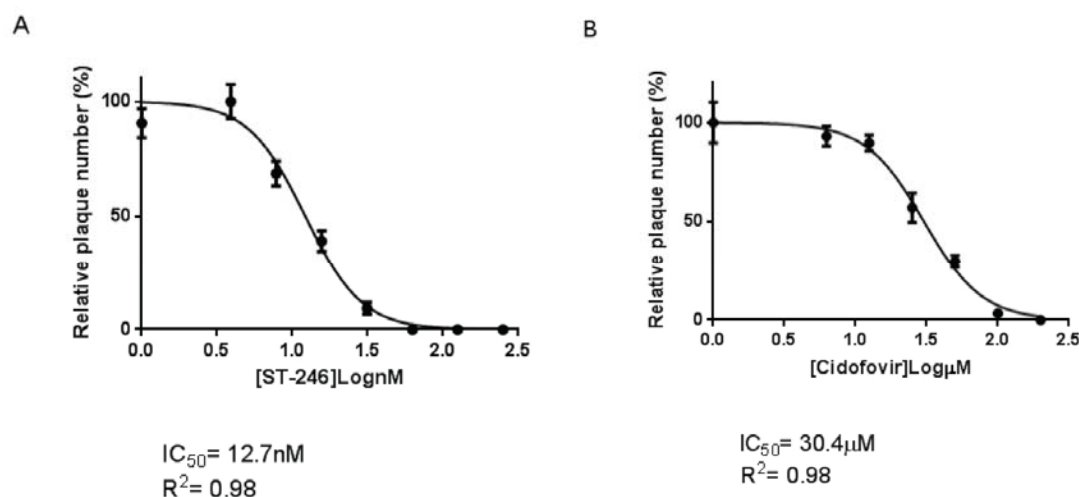 A
Relative plaque number (%)
100
50
0
0.0 0.5 1.0 1.5 2.0 2.5
[ST-246]LognM
IC50= 12.7nM
R2= 0.98
B
Relative plaque number (%)
100
50
0
0.0 0.5 1.0 1.5 2.0 2.5
[Cidofovir]LogμM
IC50= 30.4μM
R2= 0.98